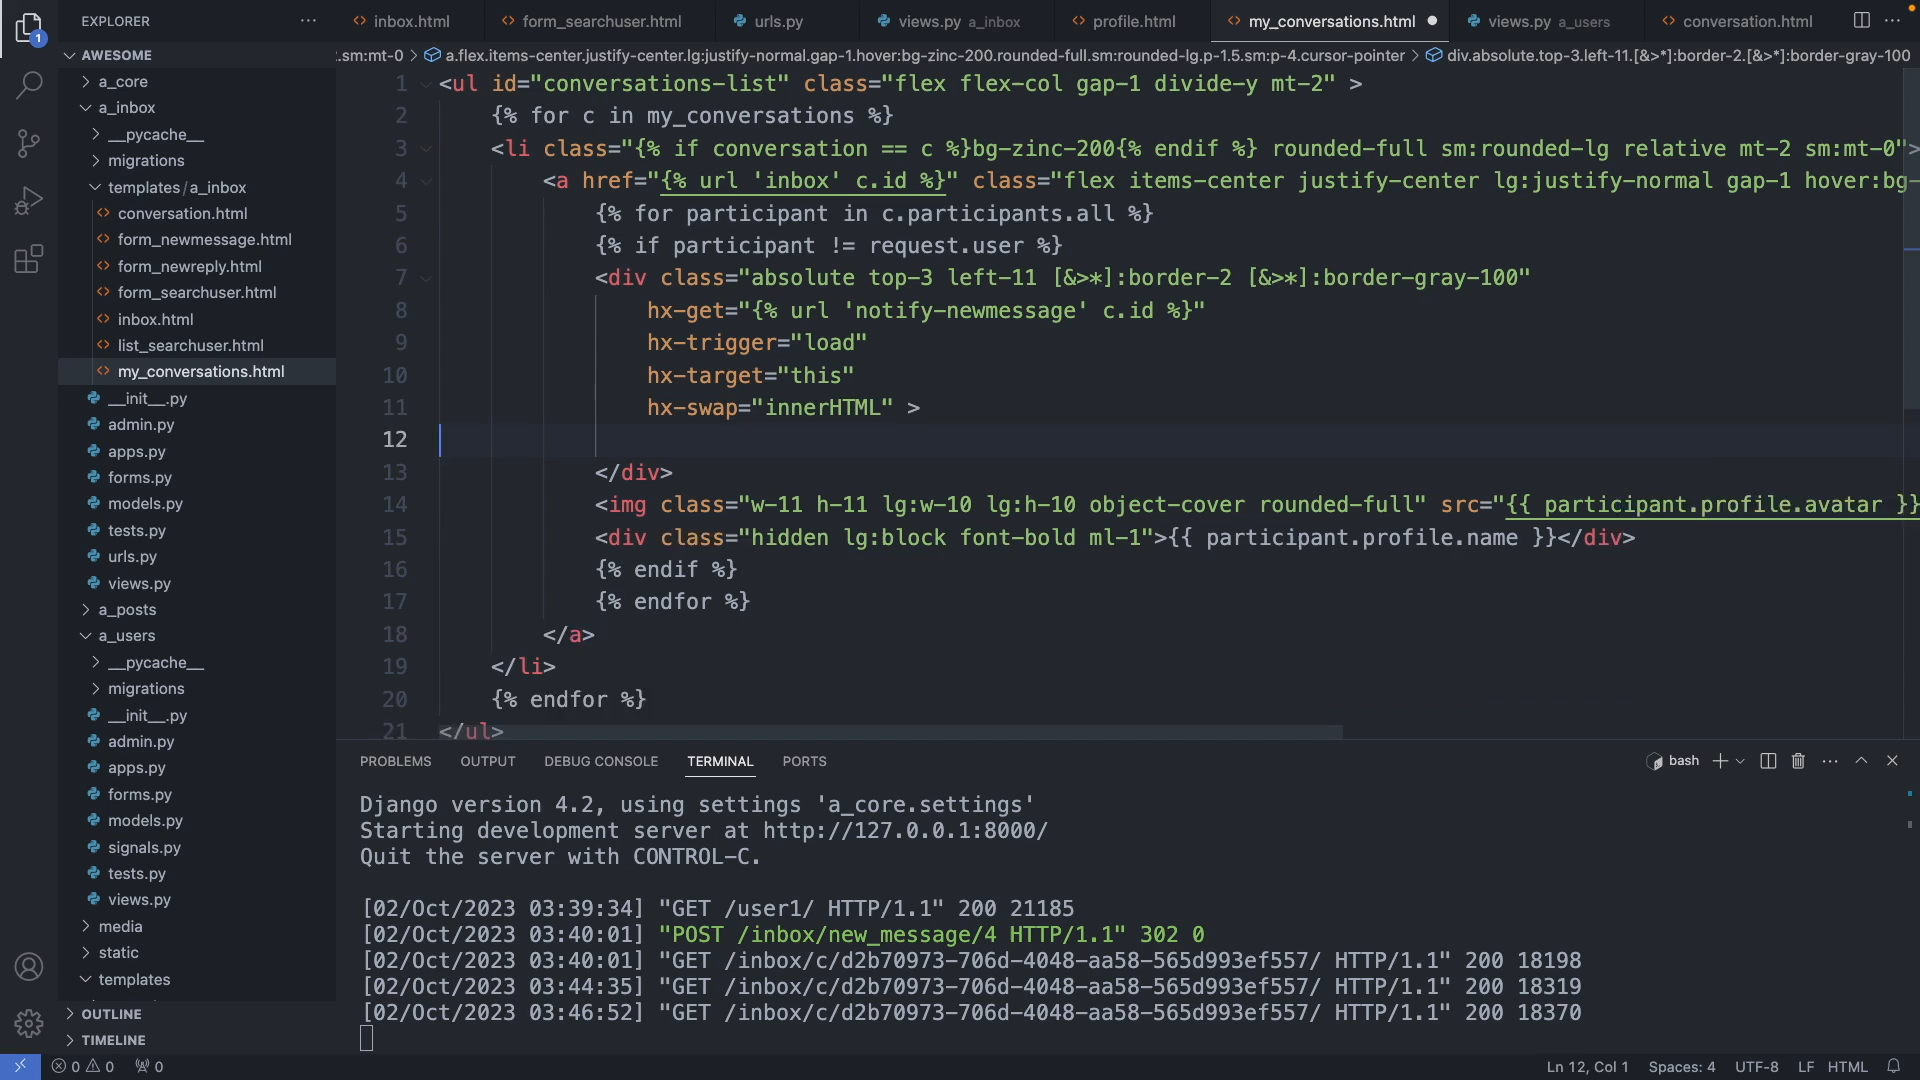 EXPLORER
inbox.html
form_searchuser.html
urls.py
views.py a_inbox
profile.html
my_conversations.html
views.py a_users
conversation.html
AWESOME
.sm:mt-0 > a.flex.items-center.justify-center.lg:justify-normal.gap-1.hover:bg-zinc-200.rounded-full.sm:rounded-lg.p-1.5.sm:p-4.cursor-pointer > div.absolute.top-3.left-11.[&>*]:border-2.[&>*]:border-gray-100
a_core
a_inbox
__pycache__
migrations
templates/a_inbox
conversation.html
form_newmessage.html
form_newreply.html
form_searchuser.html
inbox.html
list_searchuser.html
my_conversations.html
__init__.py
admin.py
apps.py
forms.py
models.py
tests.py
urls.py
views.py
a_posts
a_users
__pycache__
migrations
__init__.py
admin.py
apps.py
forms.py
models.py
signals.py
tests.py
views.py
media
static
templates
OUTLINE
TIMELINE
1
1 <ul id="conversations-list" class="flex flex-col gap-1 divide-y mt-2" >
2 {% for c in my_conversations %}
3 <li class="{% if conversation == c %}bg-zinc-200{% endif %} rounded-full sm:rounded-lg relative mt-2 sm:mt-0">
4 <a href="{% url 'inbox' c.id %}" class="flex items-center justify-center lg:justify-normal gap-1 hover:bg-
5 {% for participant in c.participants.all %}
6 {% if participant != request.user %}
7 <div class="absolute top-3 left-11 [&>*]:border-2 [&>*]:border-gray-100"
8 hx-get="{% url 'notify-newmessage' c.id %}"
9 hx-trigger="load"
10 hx-target="this"
11 hx-swap="innerHTML" >
12
13 </div>
14 <img class="w-11 h-11 lg:w-10 lg:h-10 object-cover rounded-full" src="{{ participant.profile.avatar }}
15 <div class="hidden lg:block font-bold ml-1">{{ participant.profile.name }}</div>
16 {% endif %}
17 {% endfor %}
18 </a>
19 </li>
20 {% endfor %}
21 </ul>
PROBLEMS OUTPUT DEBUG CONSOLE TERMINAL PORTS
bash
Django version 4.2, using settings 'a_core.settings'
Starting development server at http://127.0.0.1:8000/
Quit the server with CONTROL-C.
[02/Oct/2023 03:39:34] "GET /user1/ HTTP/1.1" 200 21185
[02/Oct/2023 03:40:01] "POST /inbox/new_message/4 HTTP/1.1" 302 0
[02/Oct/2023 03:40:01] "GET /inbox/c/d2b70973-706d-4048-aa58-565d993ef557/ HTTP/1.1" 200 18198
[02/Oct/2023 03:44:35] "GET /inbox/c/d2b70973-706d-4048-aa58-565d993ef557/ HTTP/1.1" 200 18319
[02/Oct/2023 03:46:52] "GET /inbox/c/d2b70973-706d-4048-aa58-565d993ef557/ HTTP/1.1" 200 18370
0 0 0
Ln 12, Col 1 Spaces: 4 UTF-8 LF HTML